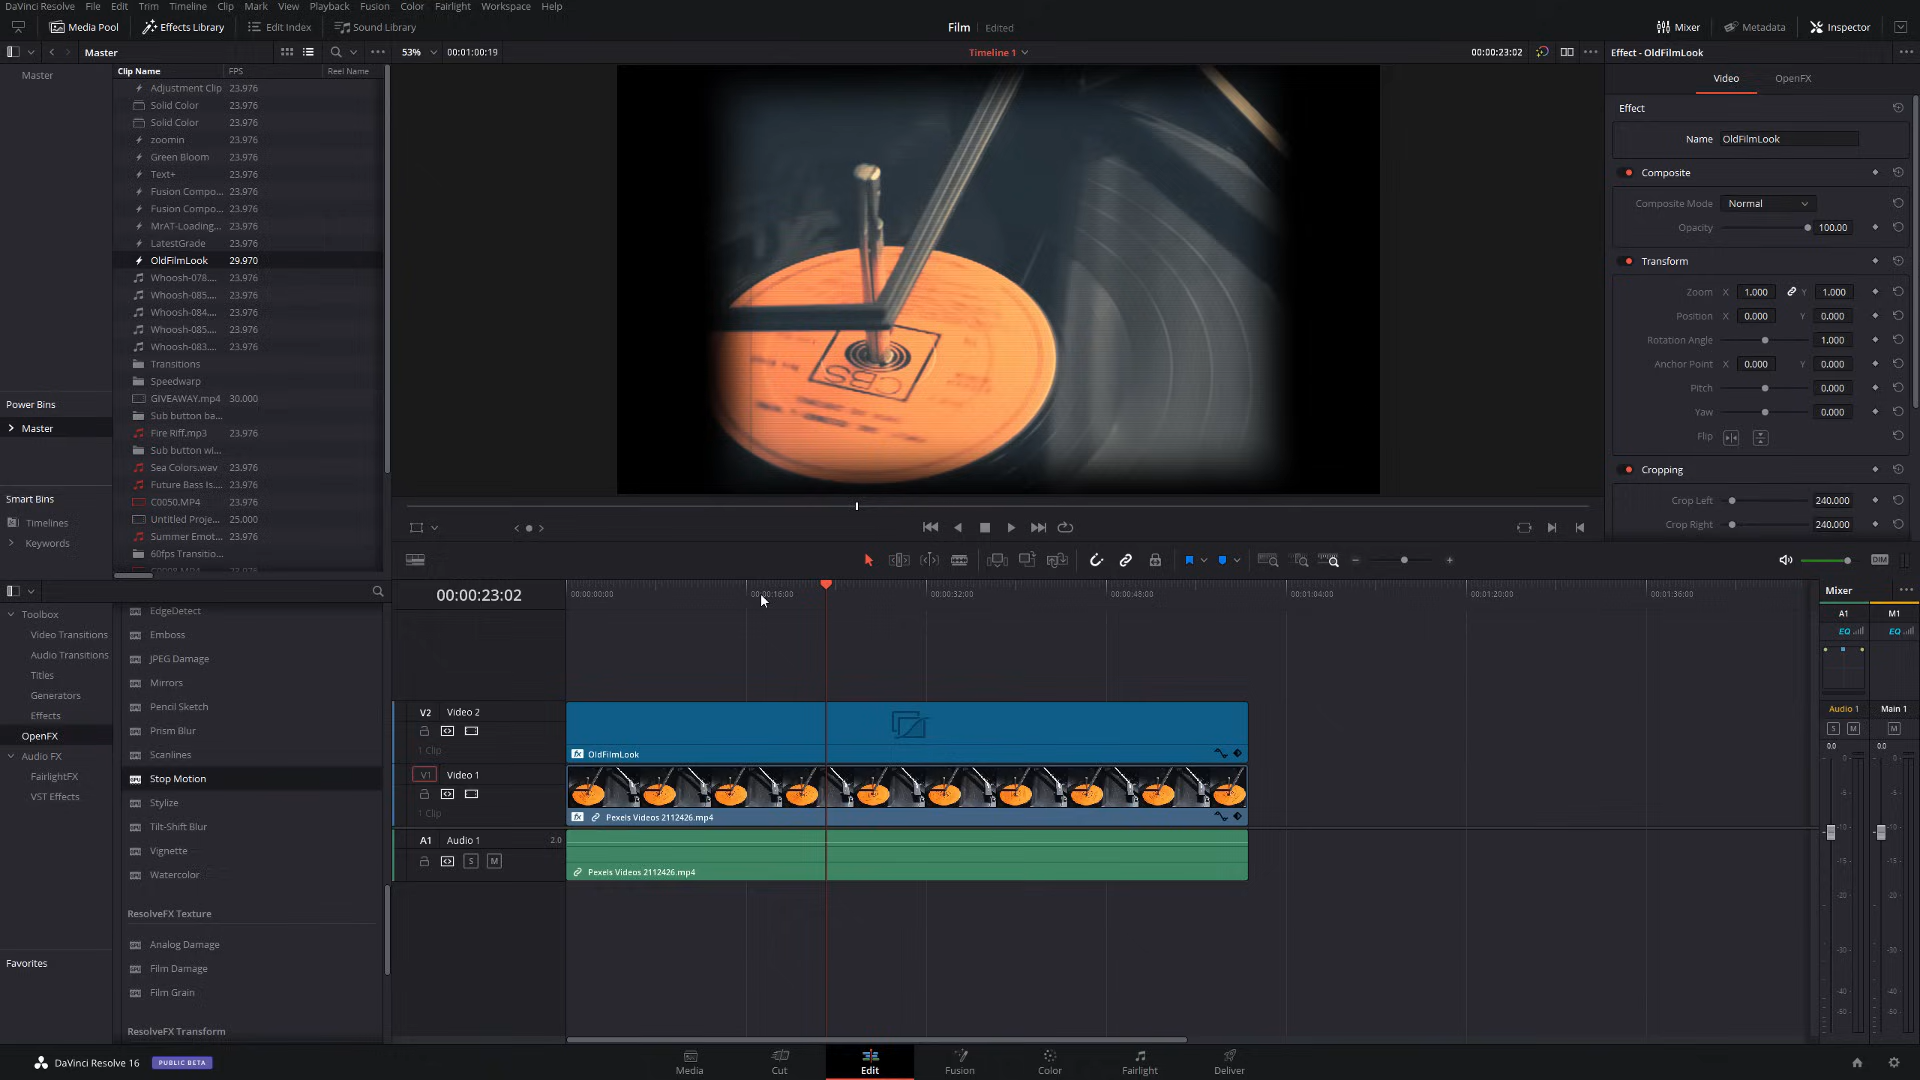 DaVinci Resolve File Edit Trim Timeline Clip Mark View Playback Fusion Color Fairlight Workspace Help
Media Pool Effects Library Edit Index Sound Library Film Edited Mixer Metadata Inspector
Master 53% 00:01:00:19 Timeline 1 00:00:23:02 Effect - OldFilmLook
Master
Clip Name FPS Reel Name
Adjustment Clip 23.976
Solid Color 23.976
Solid Color 23.976
zoomin 23.976
Green Bloom 23.976
Text+ 23.976
Fusion Compo... 23.976
Fusion Compo... 23.976
MrAT-Loading... 23.976
LatestGrade 23.976
OldFilmLook 29.970
Whoosh-078.... 23.976
Whoosh-085.... 23.976
Whoosh-084.... 23.976
Whoosh-085.... 23.976
Whoosh-083.... 23.976
Transitions
Speedwarp
GIVEAWAY.mp4 30.000
Sub button ba...
Fire Riff.mp3 23.976
Sub button wi...
Sea Colors.wav 23.976
Future Bass Is.... 23.976
C0050.MP4 23.976
Untitled Proje... 25.000
Summer Emot... 23.976
60fps Transitio...
Power Bins
Master
Smart Bins
Timelines
Keywords
CBS
Video OpenFX
Effect
Name OldFilmLook
Composite
Composite Mode Normal
Opacity 100.00
Transform
Zoom X 1.000 Y 1.000
Position X 0.000 Y 0.000
Rotation Angle 1.000
Anchor Point X 0.000 Y 0.000
Pitch 0.000
Yaw 0.000
Flip
Cropping
Crop Left 240.000
Crop Right 240.000
DIM
Toolbox
Video Transitions
Audio Transitions
Titles
Generators
Effects
OpenFX
Audio FX
FairlightFX
VST Effects
Favorites
EdgeDetect
Emboss
JPEG Damage
Mirrors
Pencil Sketch
Prism Blur
Scanlines
Stop Motion
Stylize
Tilt-Shift Blur
Vignette
Watercolor
ResolveFX Texture
Analog Damage
Film Damage
Film Grain
ResolveFX Transform
00:00:23:02 00:00:00:00 00:00:16:00 00:00:32:00 00:00:48:00 00:01:04:00 00:01:20:00 00:01:36:00
V2 Video 2
1 Clip
OldFilmLook
V1 Video 1
1 Clip
Pexels Videos 2112426.mp4
A1 Audio 1 2.0
S M
Pexels Videos 2112426.mp4
Mixer
A1 M1
EQ EQ
Audio 1 Main 1
S M M
0.0 0.0
DaVinci Resolve 16 PUBLIC BETA
Media Cut Edit Fusion Color Fairlight Deliver